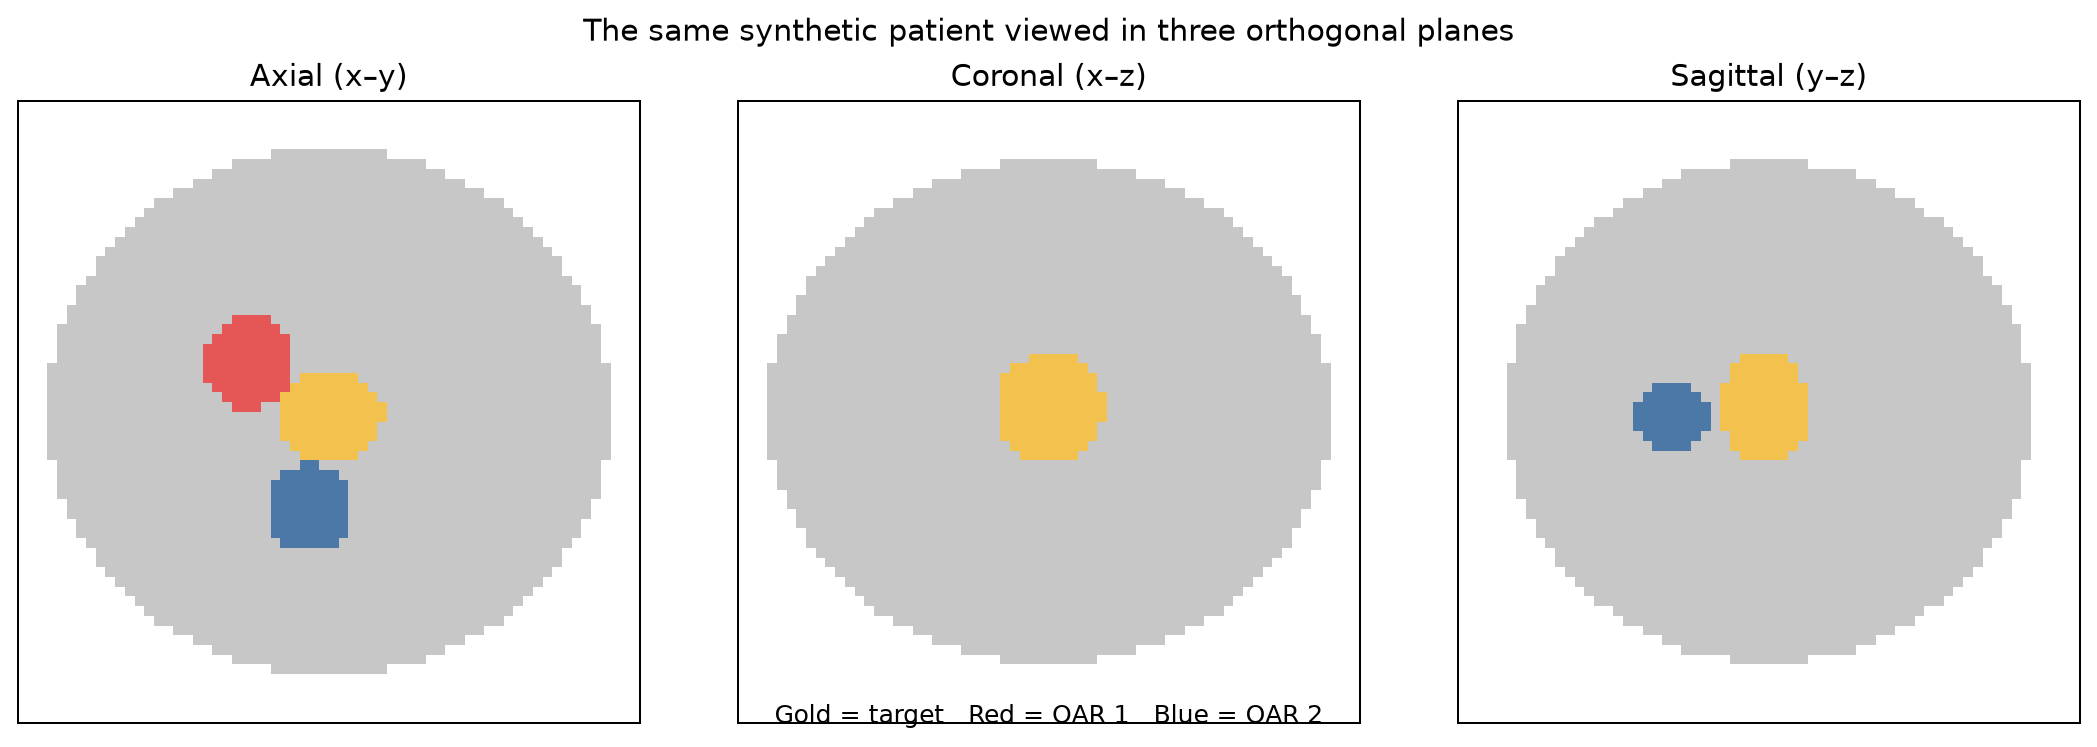 The same synthetic patient viewed in three orthogonal planes
Axial (x–y)
Coronal (x–z)
Sagittal (y–z)
Gold = target   Red = OAR 1   Blue = OAR 2